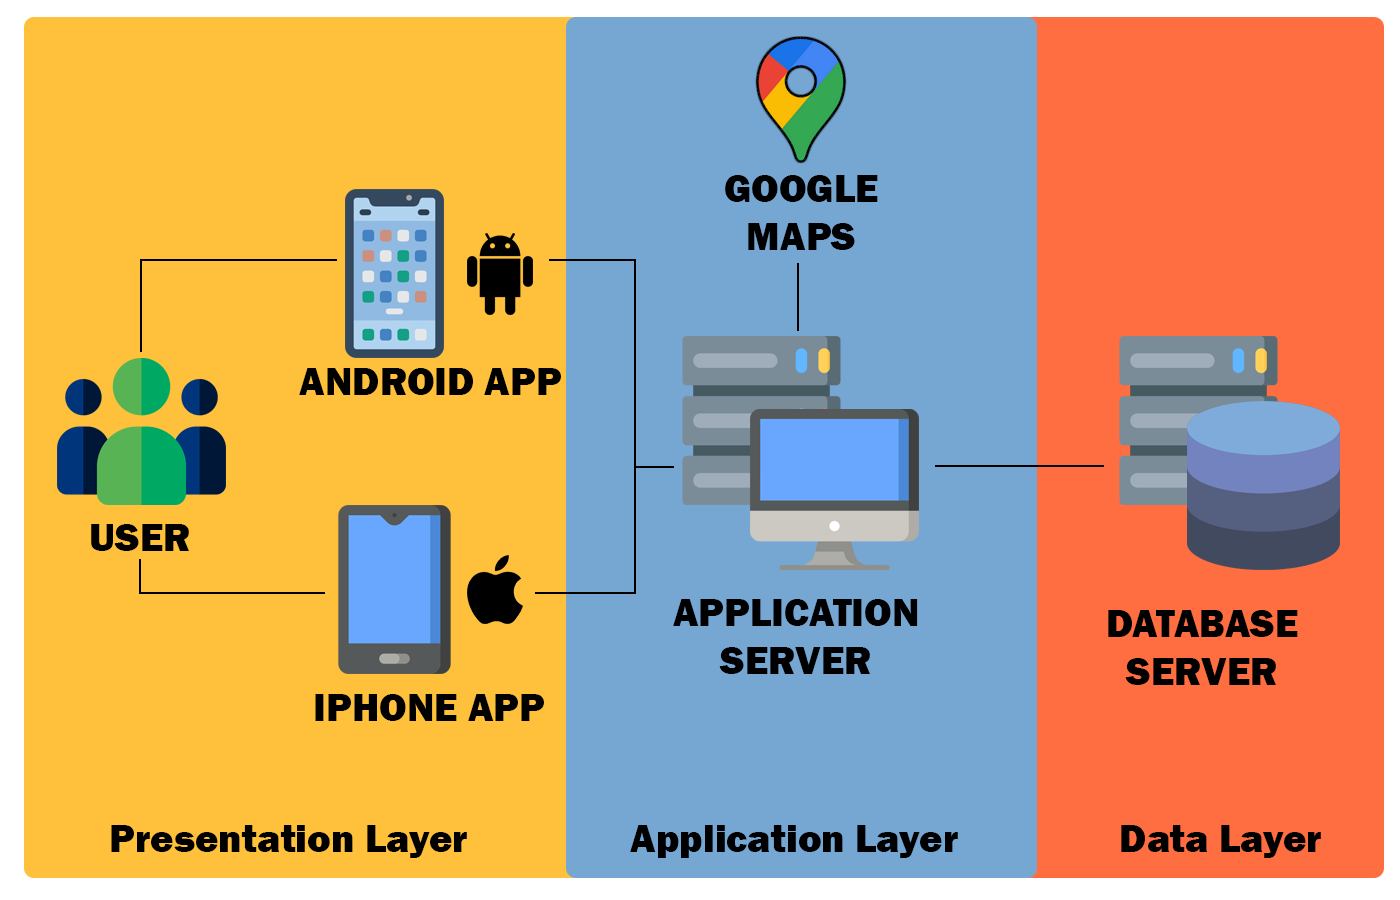 GOOGLE
MAPS
ANDROID APP
USER
IPHONE APP
APPLICATION
SERVER
DATABASE
SERVER
Presentation Layer
Application Layer
Data Layer